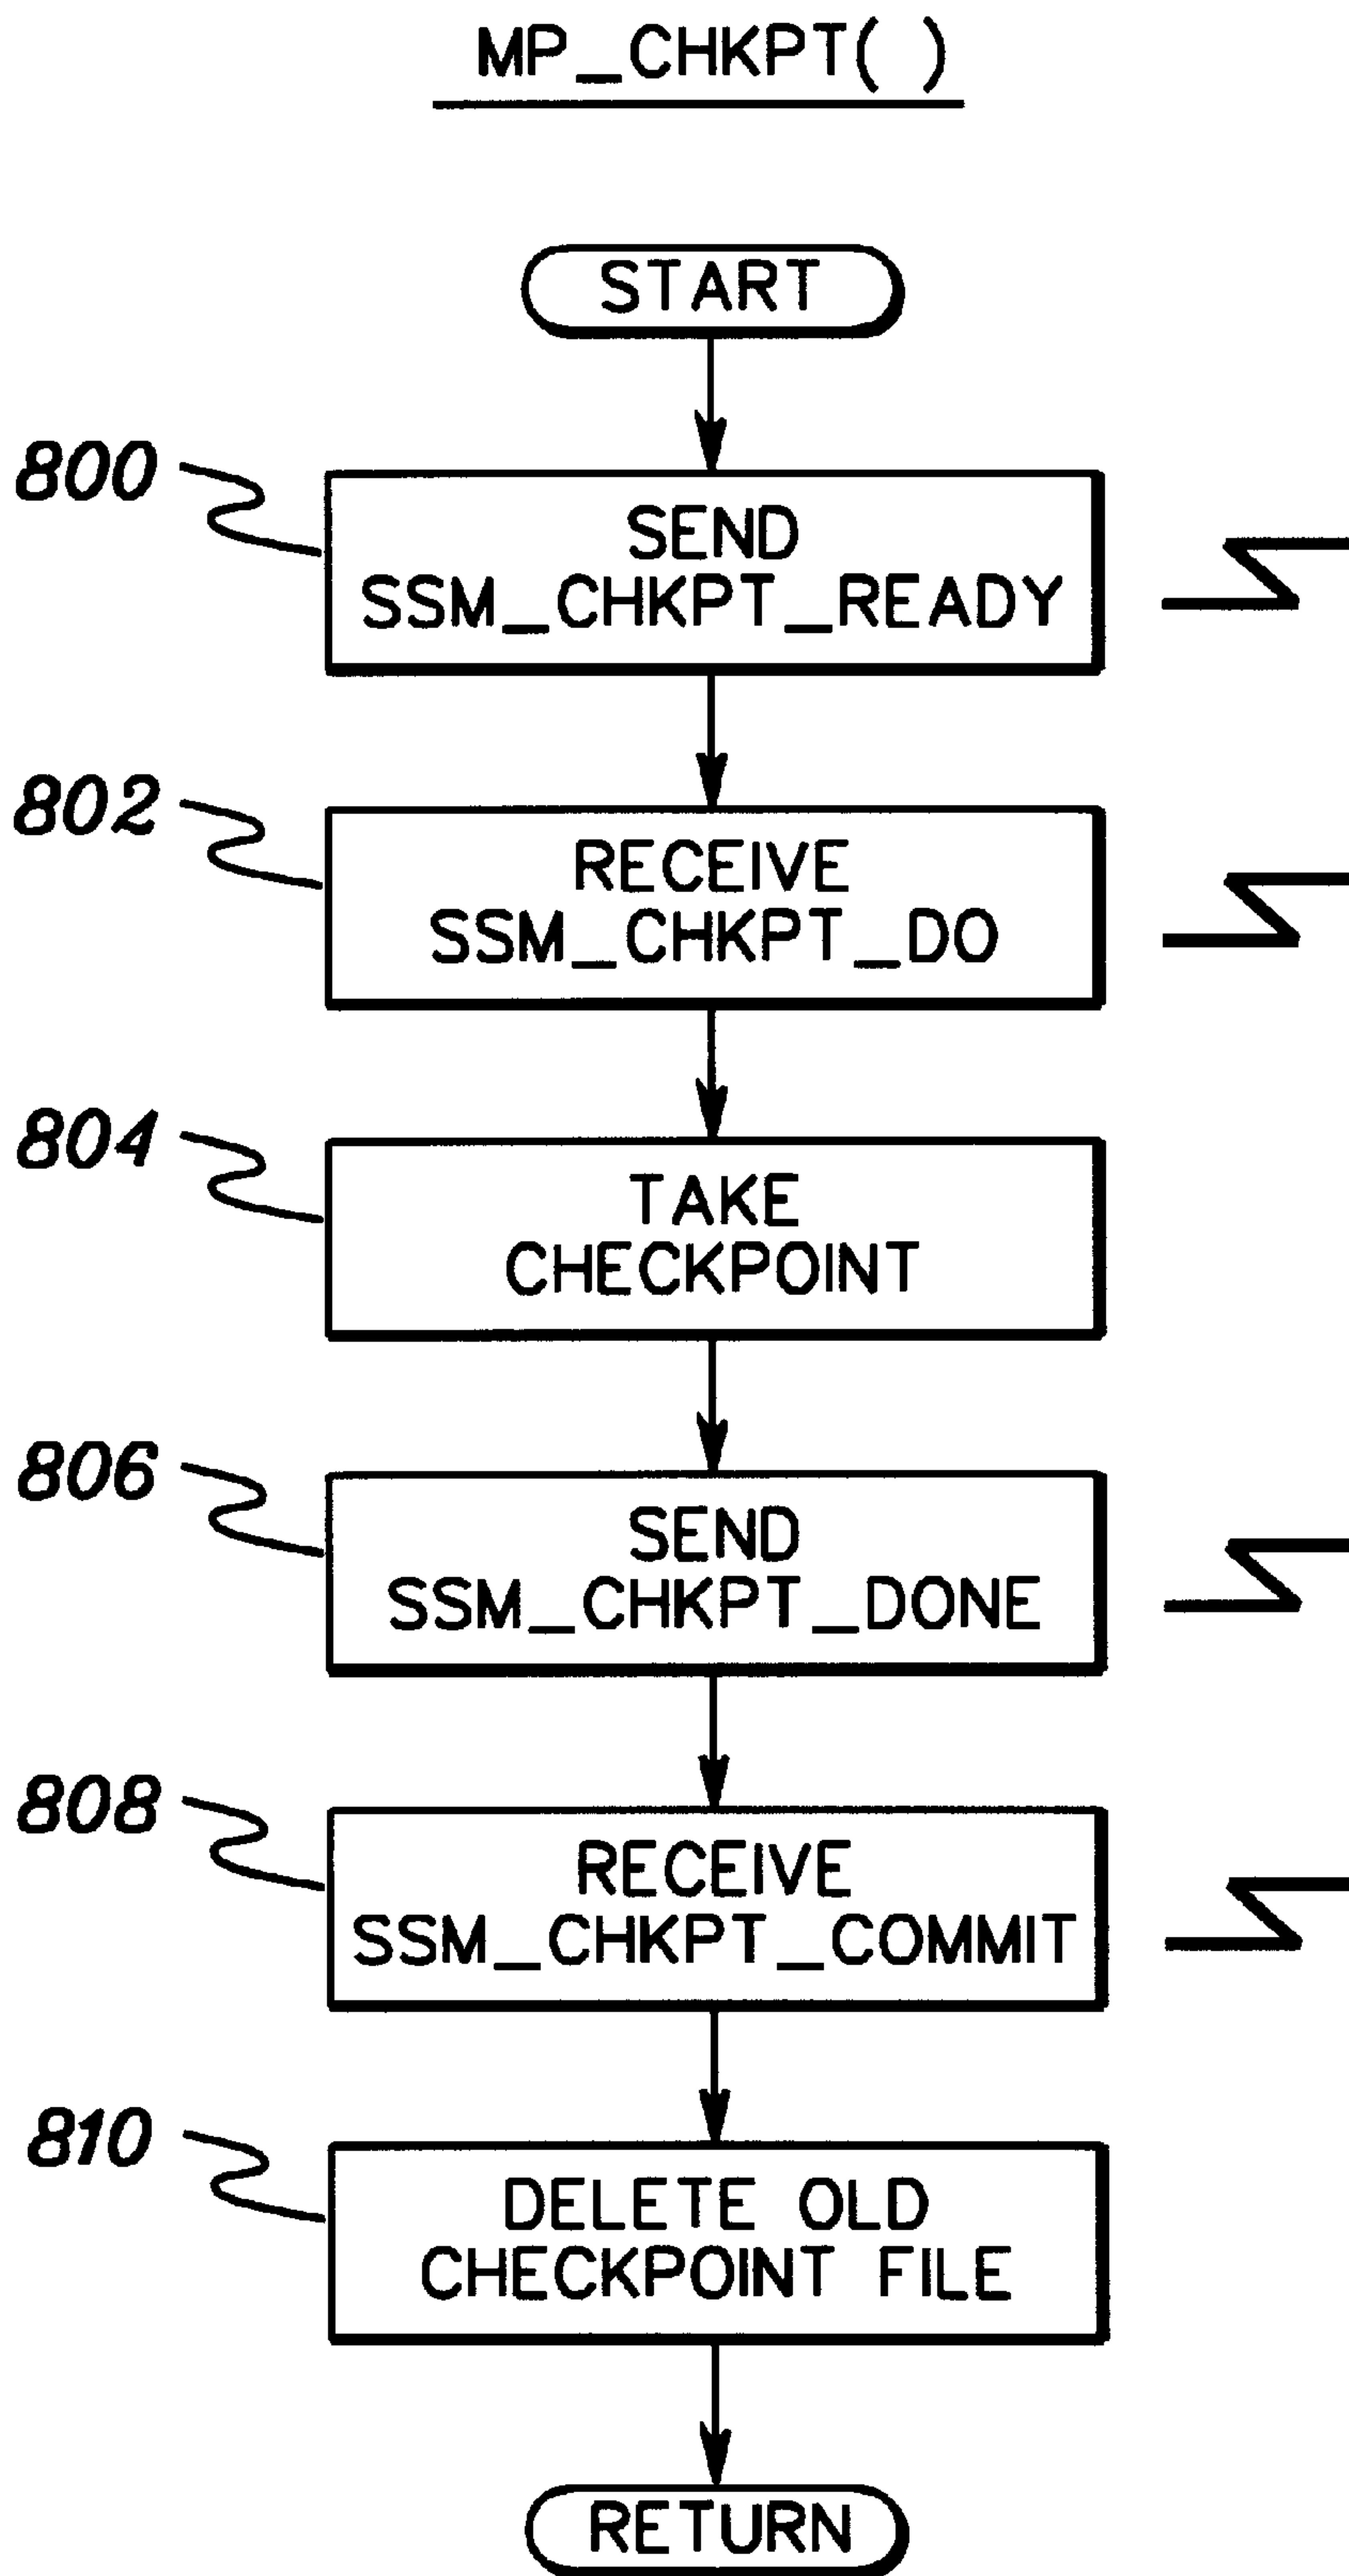 MP_CHKPT( )
START
800
SEND
SSM_CHKPT_READY
802
RECEIVE
SSM_CHKPT_DO
804
TAKE
CHECKPOINT
806
SEND
SSM_CHKPT_DONE
808
RECEIVE
SSM_CHKPT_COMMIT
810
DELETE OLD
CHECKPOINT FILE
RETURN